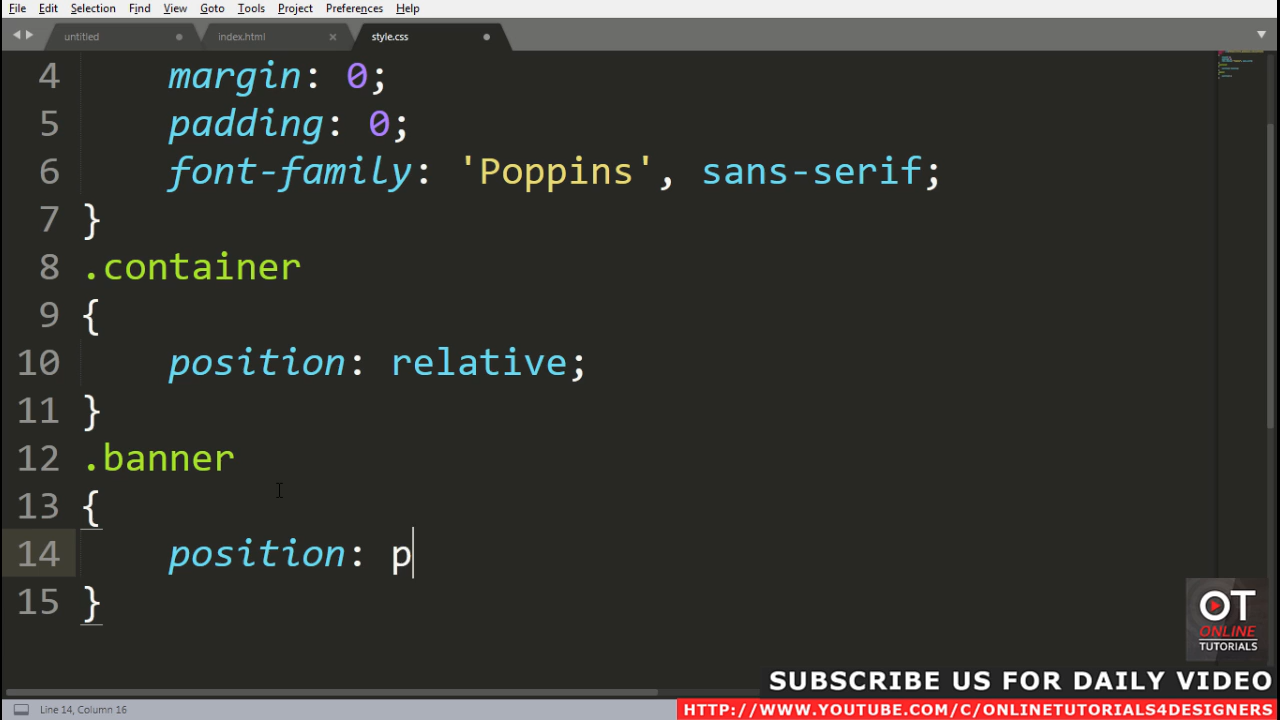 File Edit Selection Find View Goto Tools Project Preferences Help
untitled index.html style.css
4 margin: 0;
5 padding: 0;
6 font-family: 'Poppins', sans-serif;
7 }
8 .container
9 {
10 position: relative;
11 }
12 .banner
13 {
14 position: p
15 }
OT
ONLINE
TUTORIALS
SUBSCRIBE US FOR DAILY VIDEO
Line 14, Column 16
HTTP://WWW.YOUTUBE.COM/C/ONLINETUTORIALS4DESIGNERS